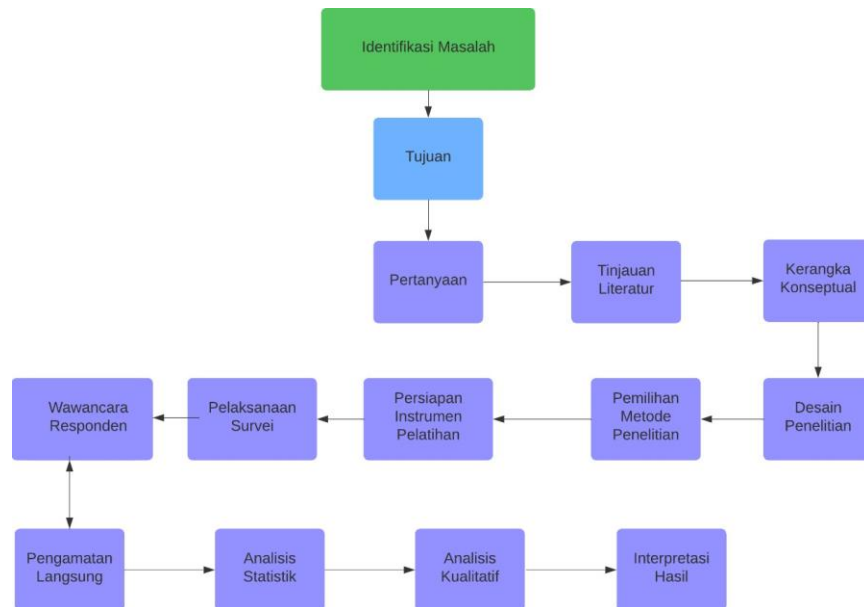 Identifikasi Masalah
Tujuan
Pertanyaan
Tinjauan
Literatur
Kerangka
Konseptual
Desain
Penelitian
Pemilihan
Metode
Penelitian
Persiapan
Instrumen
Pelatihan
Pelaksanaan
Survei
Wawancara
Responden
Pengamatan
Langsung
Analisis
Statistik
Analisis
Kualitatif
Interpretasi
Hasil